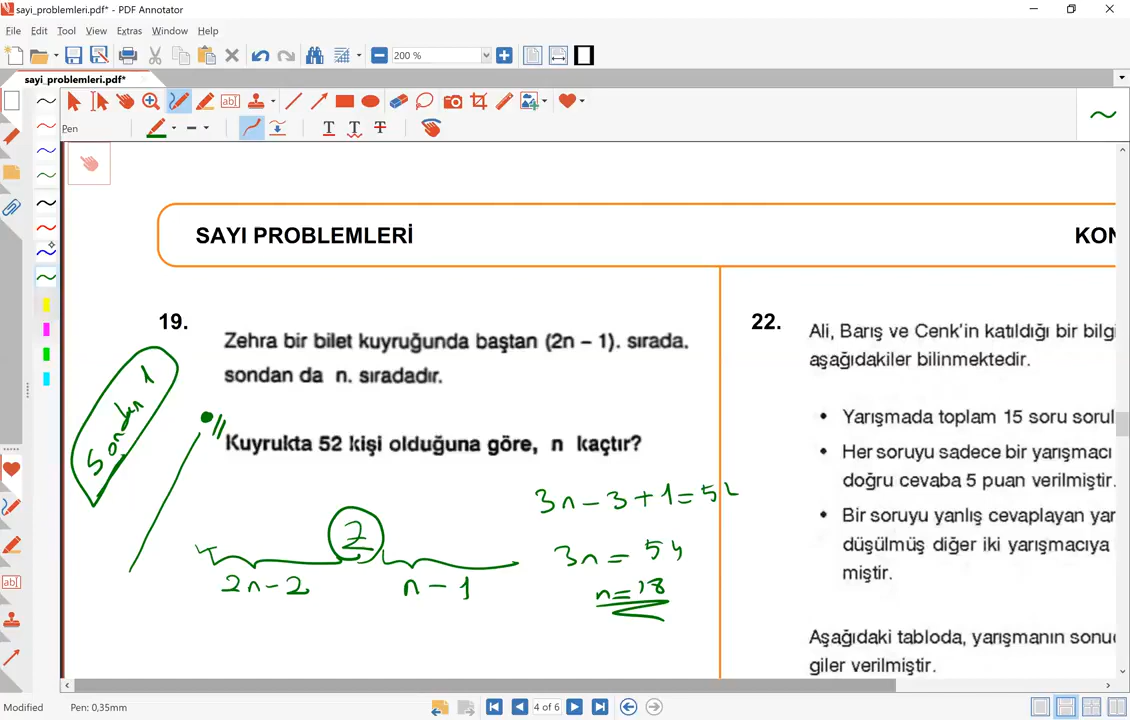 sayi_problemleri.pdf* - PDF Annotator
File Edit Tool View Extras Window Help
200 %
sayi_problemleri.pdf*
Pen
SAYI PROBLEMLERİ
KON
19.
Zehra bir bilet kuyruğunda baştan (2n – 1). sırada,
sondan da n. sıradadır.
Kuyrukta 52 kişi olduğuna göre, n kaçtır?
Sondan 1
Z
2n-2
n-1
3n-3+1=52
3n=54
n=18
22.
Ali, Barış ve Cenk'in katıldığı bir bilgi
aşağıdakiler bilinmektedir.
• Yarışmada toplam 15 soru sorul
• Her soruyu sadece bir yarışmacı
doğru cevaba 5 puan verilmiştir.
• Bir soruyu yanlış cevaplayan yar
düşülmüş diğer iki yarışmacıya
miştir.
Aşağıdaki tabloda, yarışmanın sonu
giler verilmiştir.
Modified
Pen: 0,35mm
4 of 6